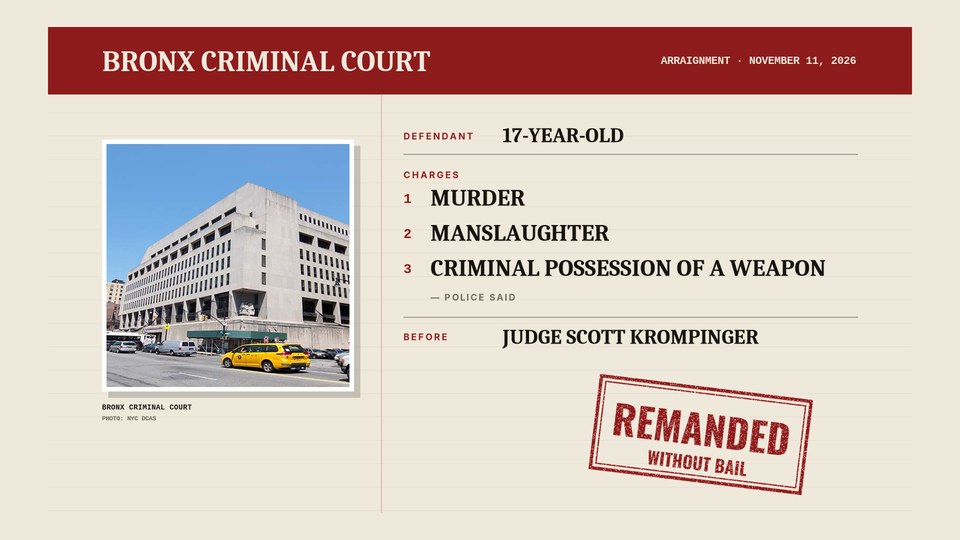 BRONX CRIMINAL COURT
ARRAIGNMENT · NOVEMBER 11, 2026
DEFENDANT 17-YEAR-OLD
CHARGES
1 MURDER
2 MANSLAUGHTER
3 CRIMINAL POSSESSION OF A WEAPON
— POLICE SAID
BEFORE JUDGE SCOTT KROMPINGER
BRONX CRIMINAL COURT
PHOTO: NYC DCAS
REMANDED
WITHOUT BAIL